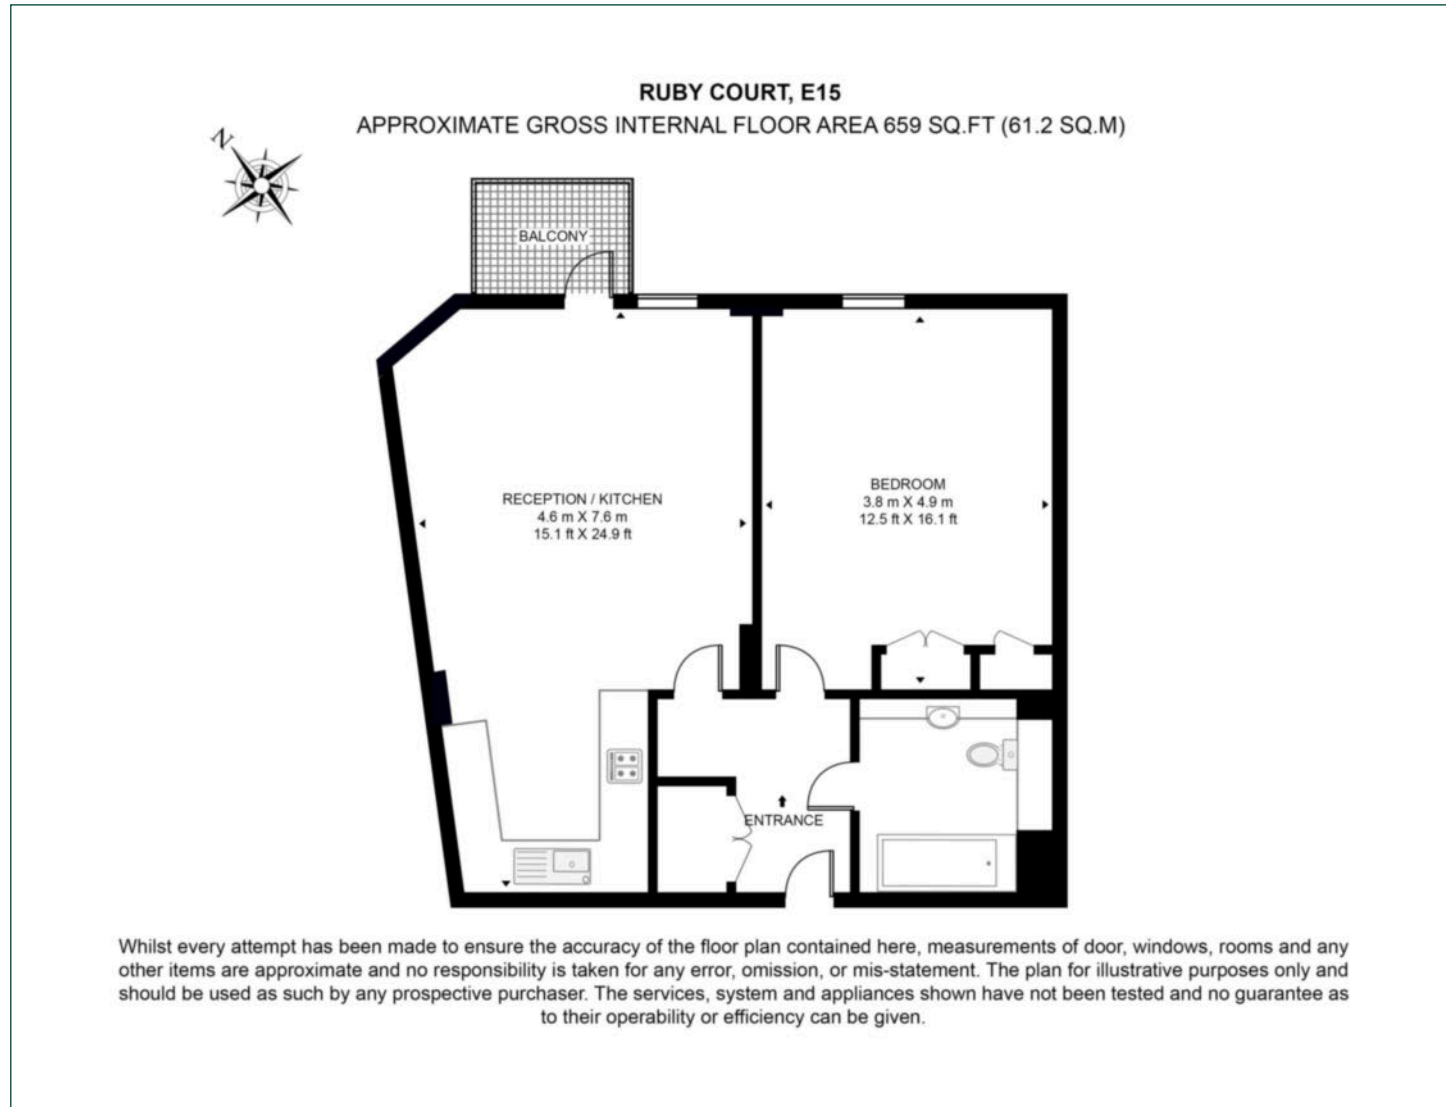 RUBY COURT, E15
APPROXIMATE GROSS INTERNAL FLOOR AREA 659 SQ.FT (61.2 SQ.M)
N
BALCONY
RECEPTION / KITCHEN
4.6 m X 7.6 m
15.1 ft X 24.9 ft
BEDROOM
3.8 m X 4.9 m
12.5 ft X 16.1 ft
ENTRANCE
Whilst every attempt has been made to ensure the accuracy of the floor plan contained here, measurements of door, windows, rooms and any
other items are approximate and no responsibility is taken for any error, omission, or mis-statement. The plan for illustrative purposes only and
should be used as such by any prospective purchaser. The services, system and appliances shown have not been tested and no guarantee as
to their operability or efficiency can be given.